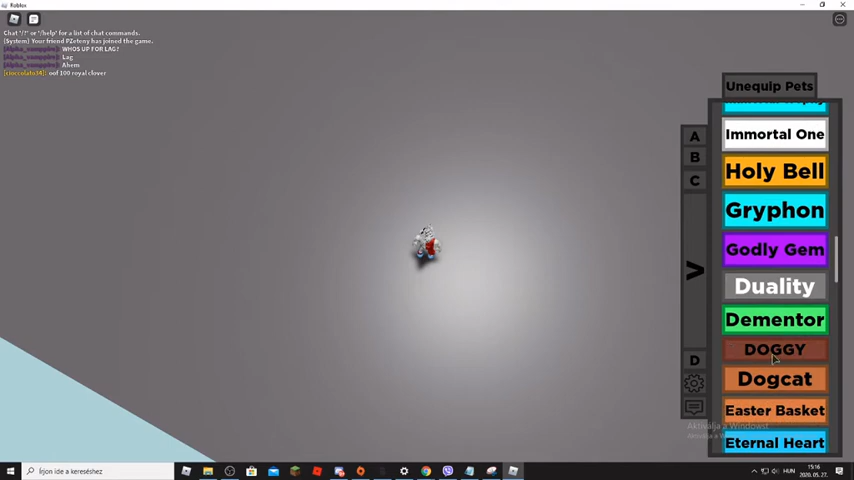 Roblox
Chat '/?' or '/help' for a list of chat commands.
{System} Your friend PZeteny has joined the game.
WHOS UP FOR LAG?
Lag
Ahem
oof 100 royal clover
Unequip Pets
Immortal One
Holy Bell
Gryphon
Godly Gem
Duality
Dementor
DOGGY
Dogcat
Easter Basket
Eternal Heart
A
B
C
>
D
Aktiválja a Windowst
Írjon ide a kereséshez
HUN
15:16
2020. 05. 27.